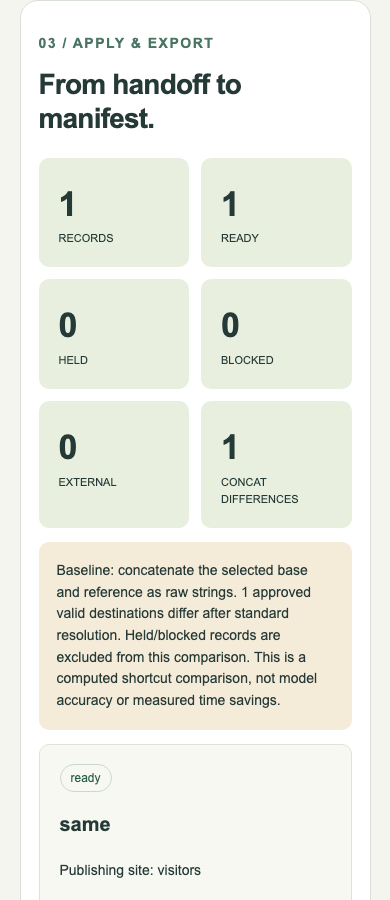 03 / APPLY & EXPORT
From handoff to
manifest.
1
RECORDS
1
READY
0
HELD
0
BLOCKED
0
EXTERNAL
1
CONCAT
DIFFERENCES
Baseline: concatenate the selected base
and reference as raw strings. 1 approved
valid destinations differ after standard
resolution. Held/blocked records are
excluded from this comparison. This is a
computed shortcut comparison, not model
accuracy or measured time savings.
ready
same
Publishing site: visitors